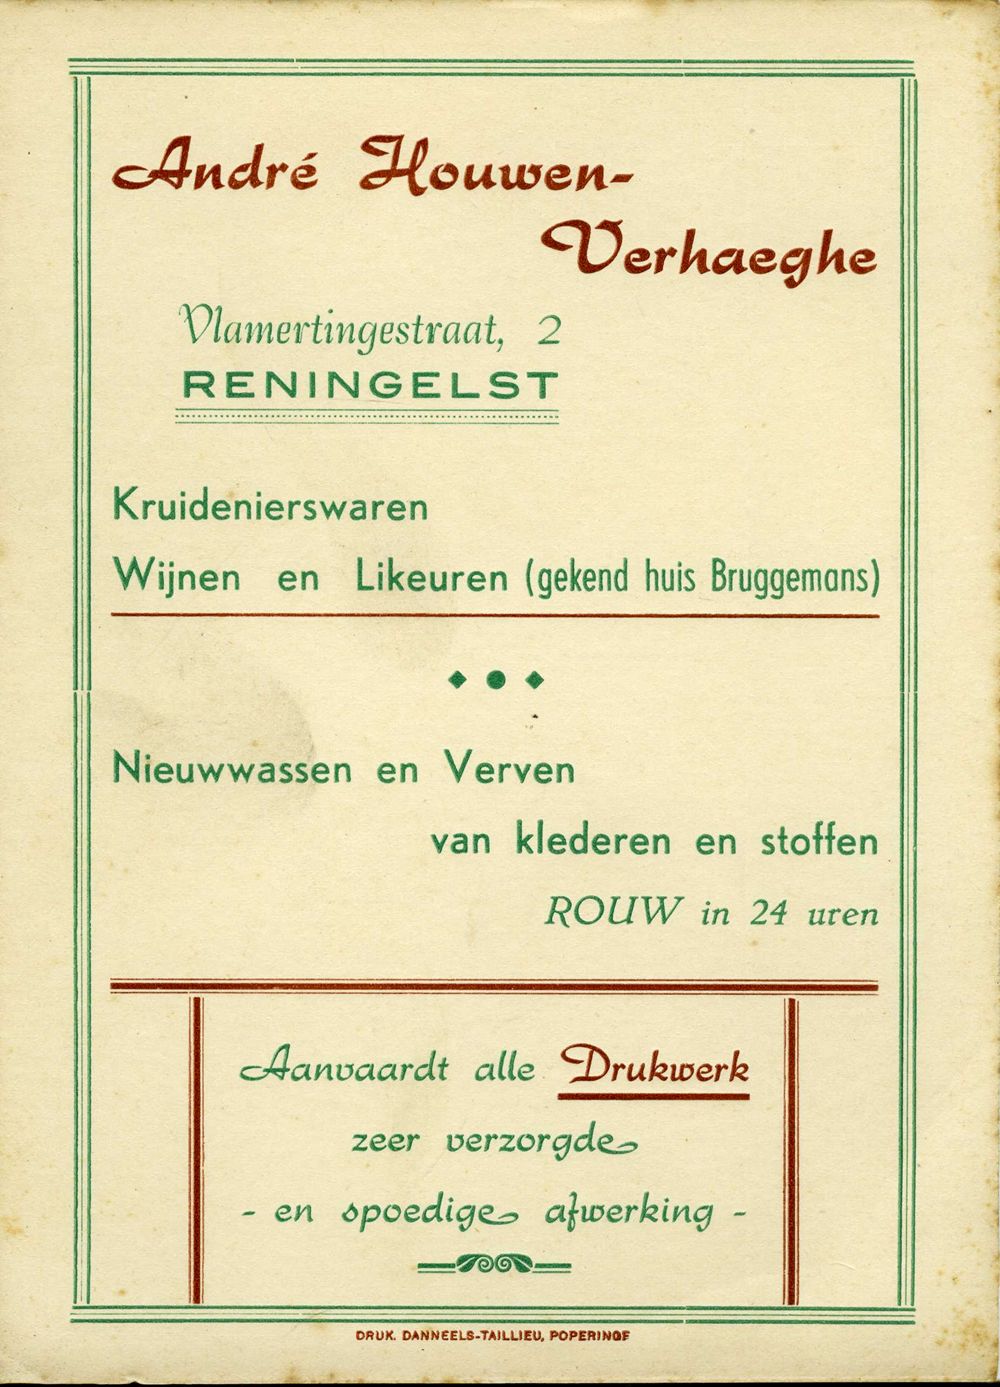 André Houwen-
Verhaeghe
Vlamertingestraat, 2
RENINGELST
Kruidenierswaren
Wijnen en Likeuren (gekend huis Bruggemans)
Nieuwwassen en Verven
van klederen en stoffen
ROUW in 24 uren
Aanvaardt alle Drukwerk
zeer verzorgde
- en spoedige afwerking -
DRUK. DANNEELS-TAILLIEU, POPERINGE